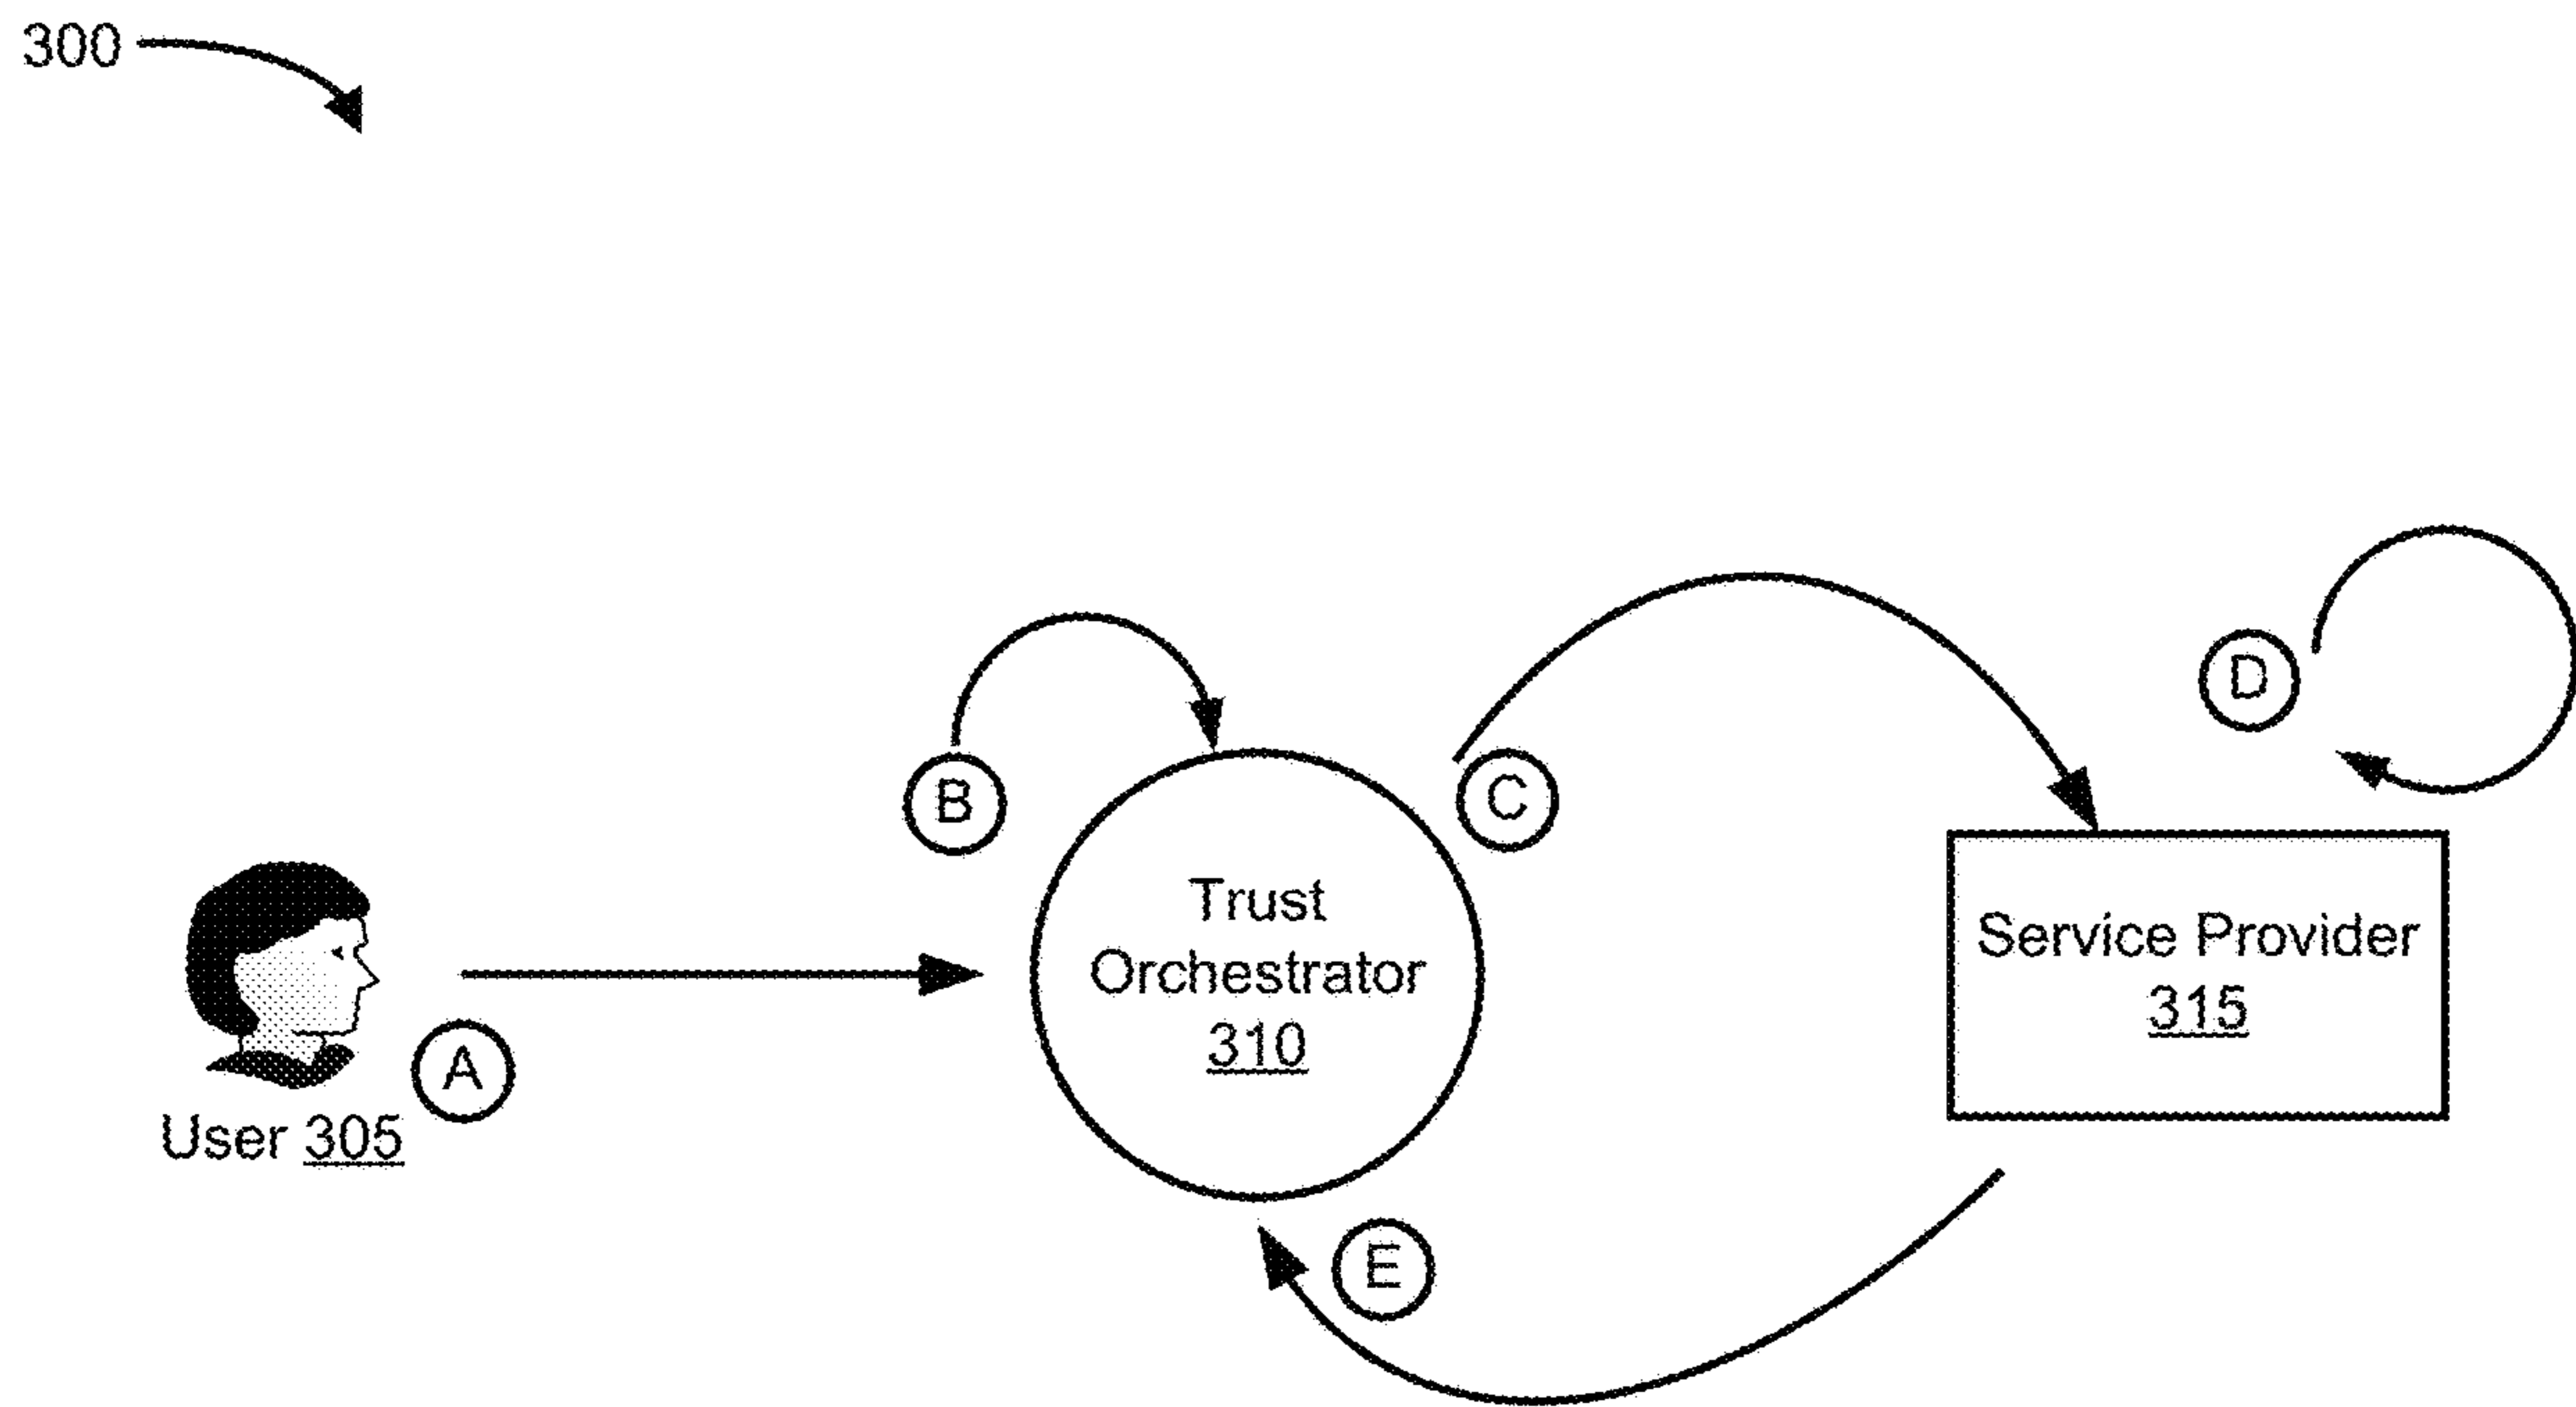 300
D
B
C
Trust
Orchestrator
310
Service Provider
315
A
User 305
E